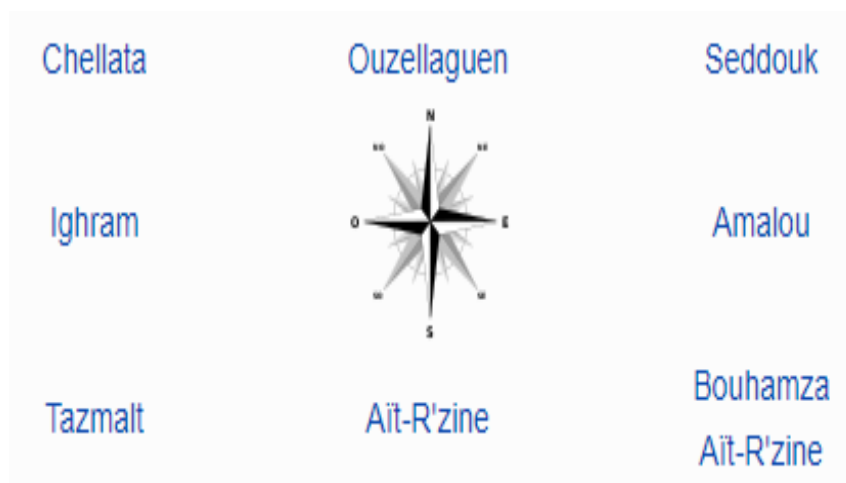 Chellata Ouzellaguen Seddouk
N
Ighram O E Amalou
S
Tazmalt Aït-R'zine Bouhamza
Aït-R'zine